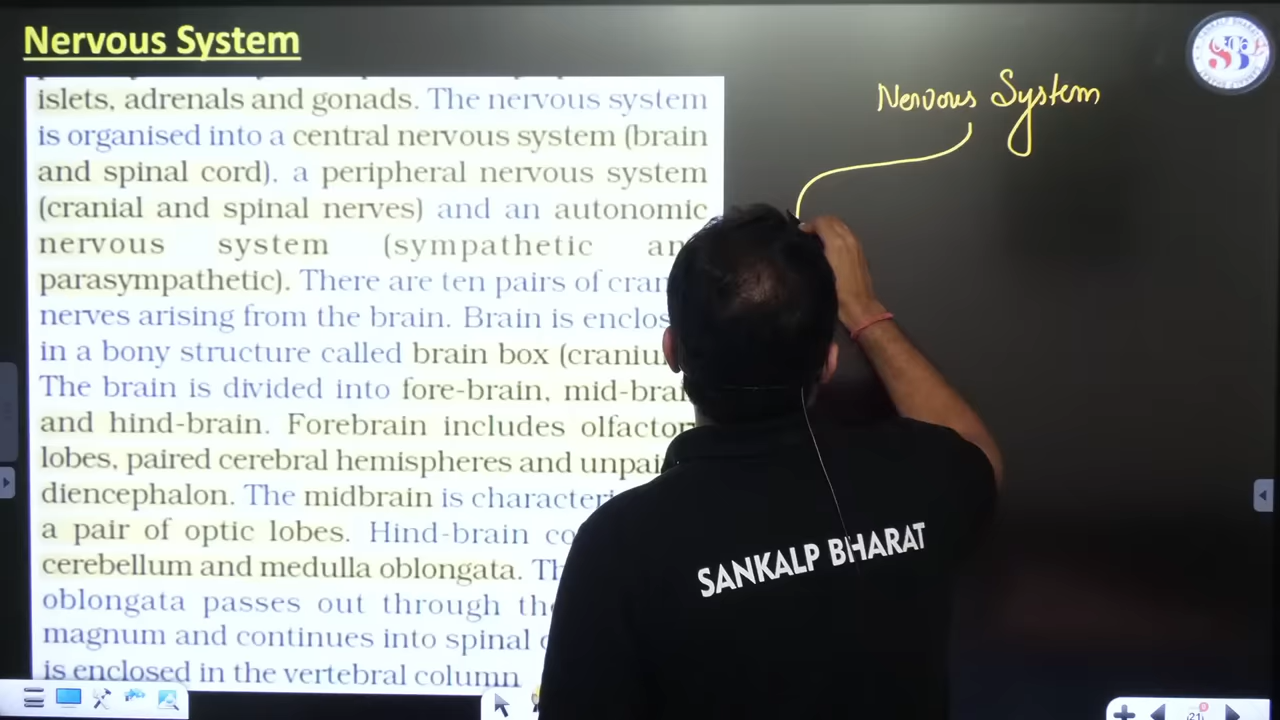 Nervous System
islets, adrenals and gonads. The nervous system
is organised into a central nervous system (brain
and spinal cord). a peripheral nervous system
(cranial and spinal nerves) and an autonomic
nervous system (sympathetic
parasympathetic). There are ten pairs of
nerves arising from the brain. Brain is
in a bony structure called brain box
The brain is divided into fore-brain,
and hind-brain. Forebrain includes
lobes, paired cerebral hemispheres and
diencephalon. The midbrain is
a pair of optic lobes. Hind-brain
cerebellum and medulla oblongata.
oblongata passes out through
magnum and continues into spinal
is enclosed in the vertebral column
Nervous System
SANKALP BHARAT
21